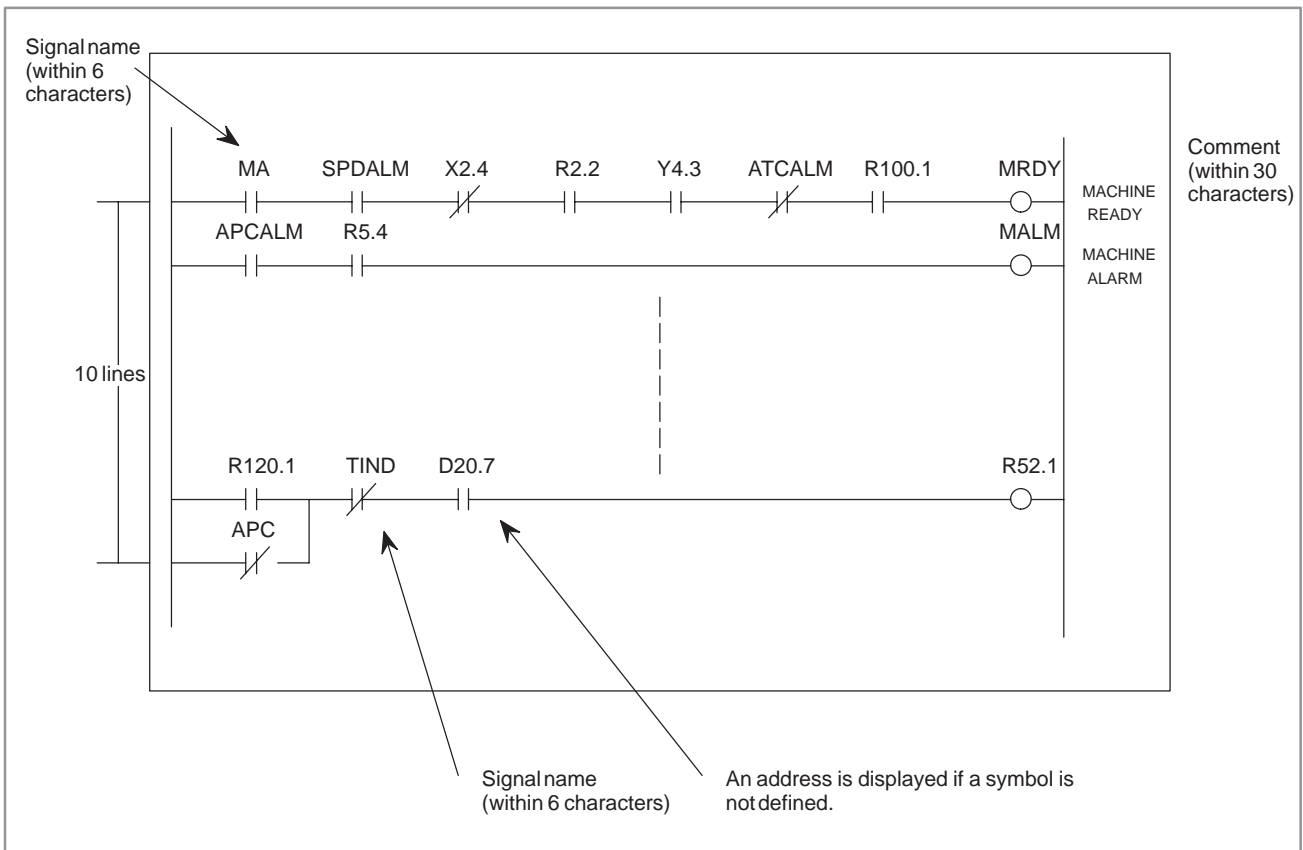 Signal name
(within 6
characters)
Comment
(within 30
characters)
MA SPDALM X2.4 R2.2 Y4.3 ATCALM R100.1 MRDY
MACHINE
READY
APCALM R5.4 MALM
MACHINE
ALARM
10 lines
R120.1 TIND D20.7 R52.1
APC
Signal name
(within 6 characters)
An address is displayed if a symbol is
not defined.